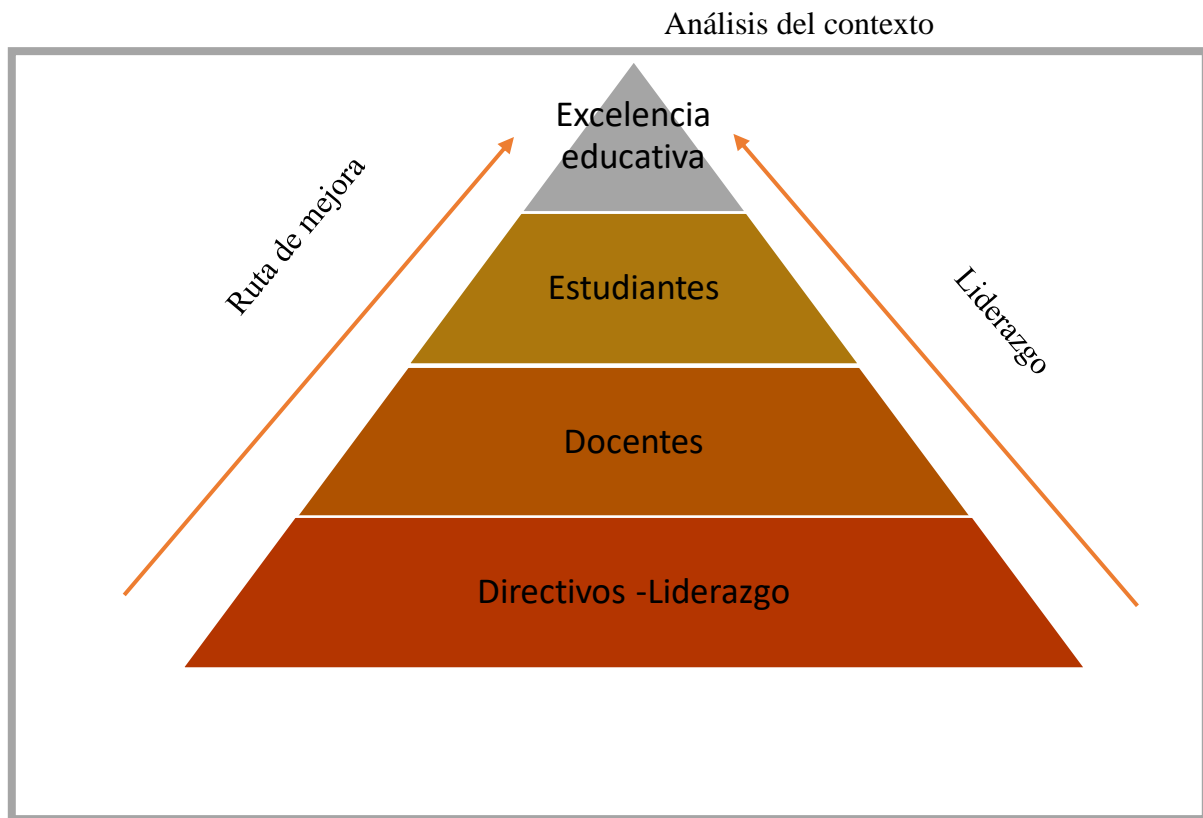 Análisis del contexto
Excelencia
educativa
Ruta de mejora
Liderazgo
Estudiantes
Docentes
Directivos -Liderazgo